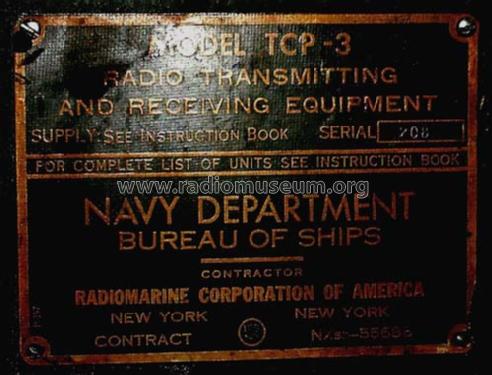 MODEL TCP-3
RADIO TRANSMITTING
AND RECEIVING EQUIPMENT
SUPPLY-SEE INSTRUCTION BOOK SERIAL 208
FOR COMPLETE LIST OF UNITS SEE INSTRUCTION BOOK
www.radiomuseum.org
NAVY DEPARTMENT
BUREAU OF SHIPS
CONTRACTOR
RADIOMARINE CORPORATION OF AMERICA
NEW YORK NEW YORK
CONTRACT